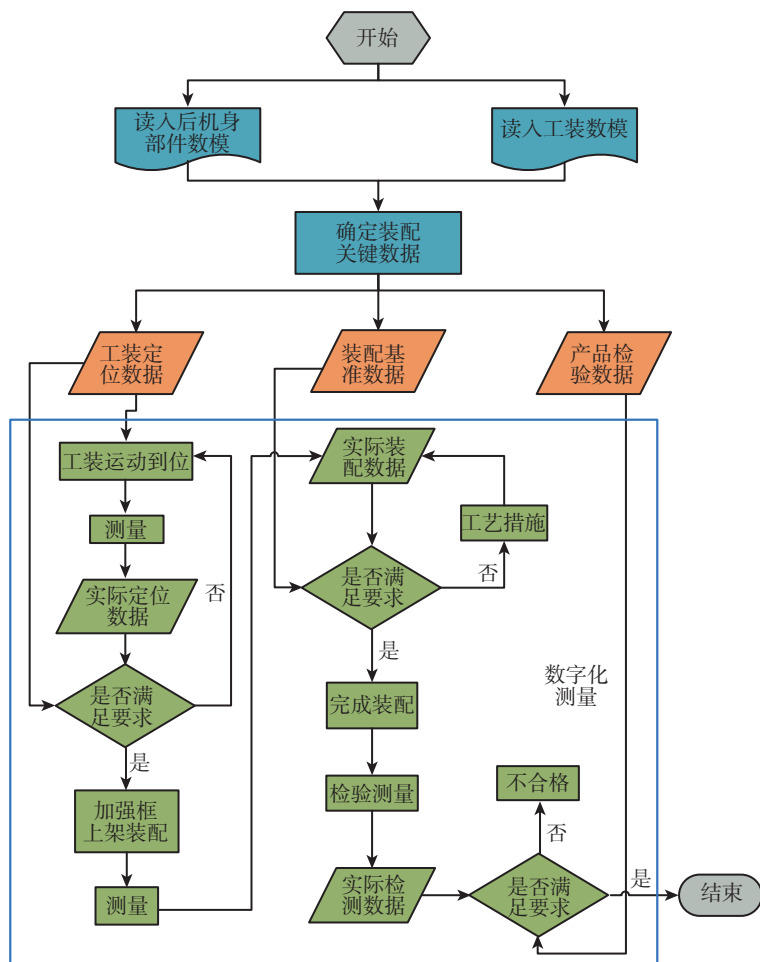 开始
读入后机身
部件数模
读入工装数模
确定装配
关键数据
工装定
位数据
装配基
准数据
产品检
验数据
工装运动到位
测量
实际定位
数据
否
是否满
足要求
是
加强框
上架装配
测量
实际装
配数据
工艺措施
否
是否满
足要求
是
完成装配
检验测量
实际检
测数据
数字化
测量
不合格
否
是否满
足要求
是
结束